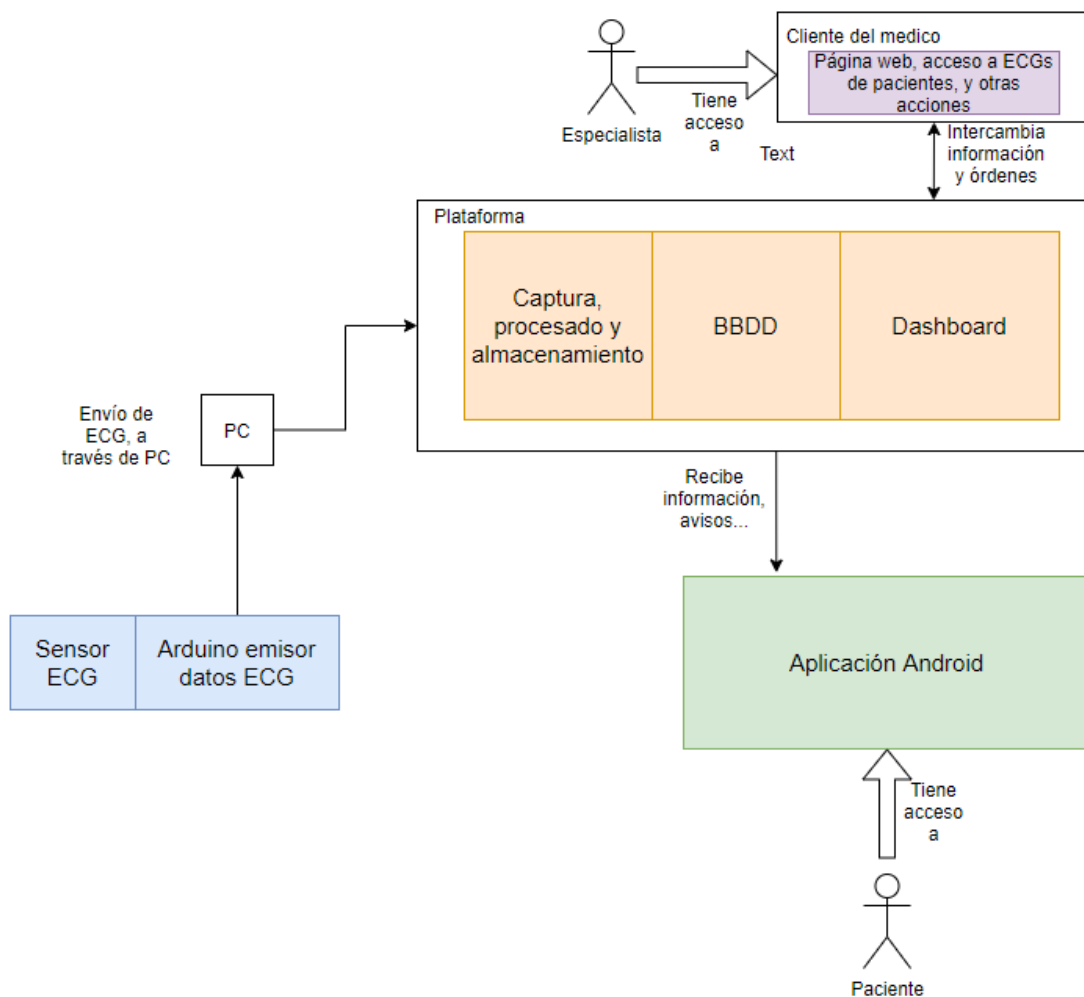 Cliente del medico
Página web, acceso a ECGs
de pacientes, y otras
acciones
Tiene
acceso
a
Especialista
Text
Intercambia
información
y órdenes
Plataforma
Captura,
procesado y
almacenamiento
BBDD
Dashboard
Envío de
ECG, a
través de PC
PC
Recibe
información,
avisos...
Sensor
ECG
Arduino emisor
datos ECG
Aplicación Android
Tiene
acceso
a
Paciente